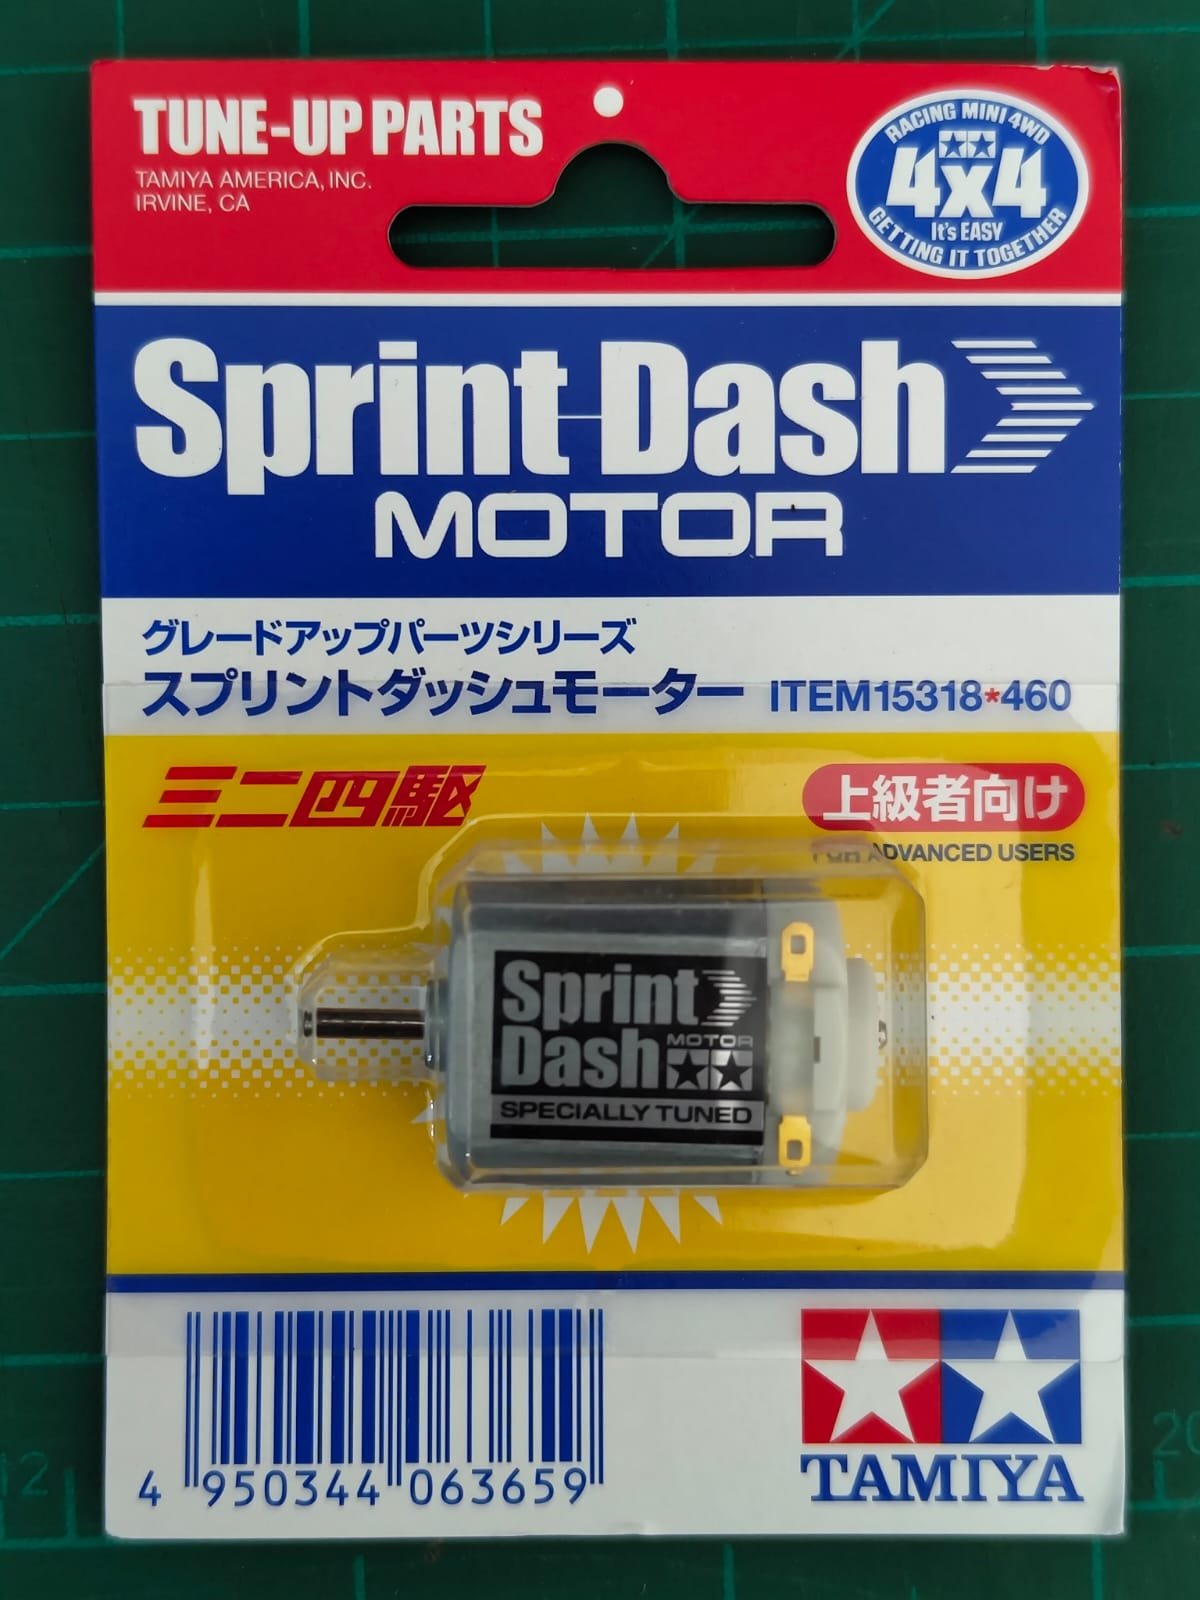 TUNE-UP PARTS
TAMIYA AMERICA, INC.
IRVINE, CA
RACING MINI 4WD
4x4
It's EASY
GETTING IT TOGETHER
Sprint Dash
MOTOR
グレードアップパーツシリーズ
スプリントダッシュモーター ITEM15318*460
ミニ四駆
上級者向け
FOR ADVANCED USERS
Sprint
Dash MOTOR
SPECIALLY TUNED
4 950344 063659
TAMIYA
12
20